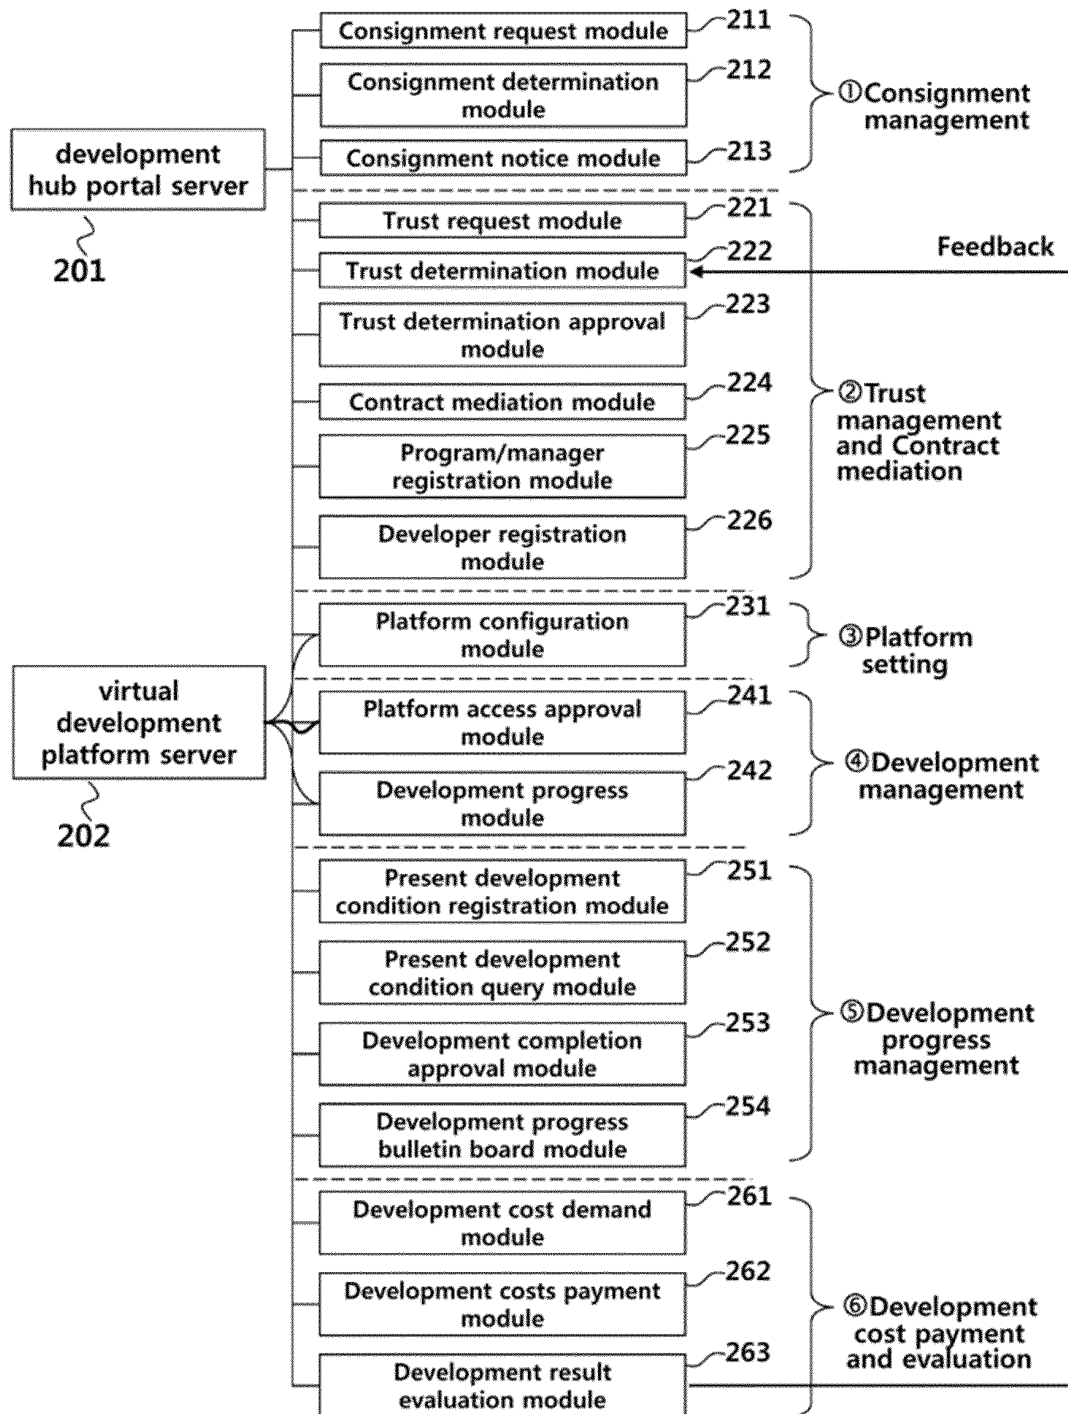 development
hub portal server
201
virtual
development
platform server
202
Consignment request module
211
Consignment determination
module
212
Consignment notice module
213
①Consignment
management
Trust request module
221
Trust determination module
222
Feedback
Trust determination approval
module
223
Contract mediation module
224
Program/manager
registration module
225
Developer registration
module
226
②Trust
management
and Contract
mediation
Platform configuration
module
231
③Platform
setting
Platform access approval
module
241
Development progress
module
242
④Development
management
Present development
condition registration module
251
Present development
condition query module
252
Development completion
approval module
253
Development progress
bulletin board module
254
⑤Development
progress
management
Development cost demand
module
261
Development costs payment
module
262
Development result
evaluation module
263
⑥Development
cost payment
and evaluation